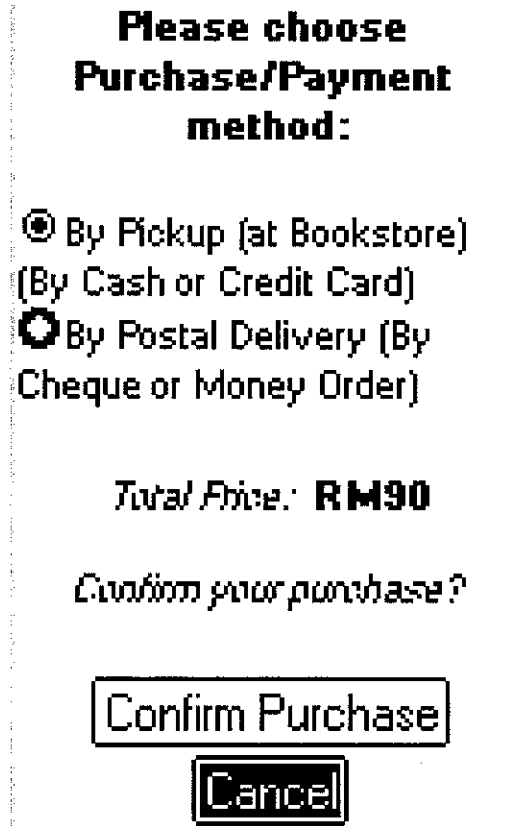 Please choose
Purchase/Payment
method:
By Pickup (at Bookstore)
(By Cash or Credit Card)
By Postal Delivery (By
Cheque or Money Order)
Total Price: RM90
Confirm your purchase?
Confirm Purchase
Cancel